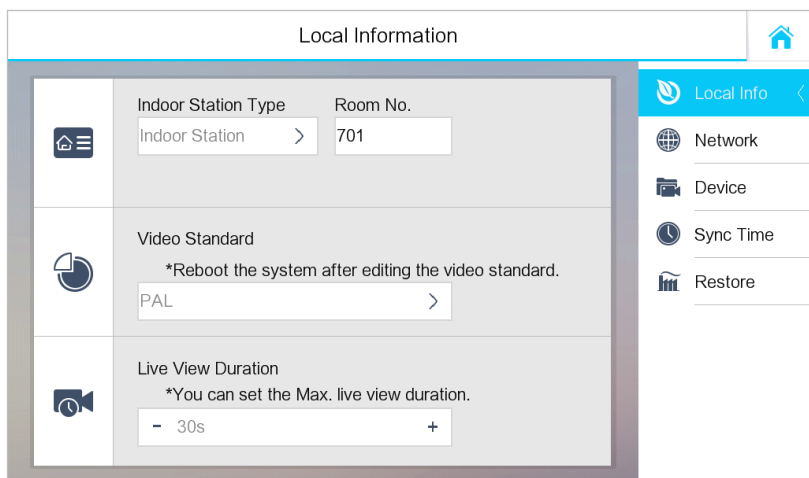 Local Information
Indoor Station Type
Room No.
Indoor Station
701
Video Standard
*Reboot the system after editing the video standard.
PAL
Live View Duration
*You can set the Max. live view duration.
- 30s +
Local Info
Network
Device
Sync Time
Restore